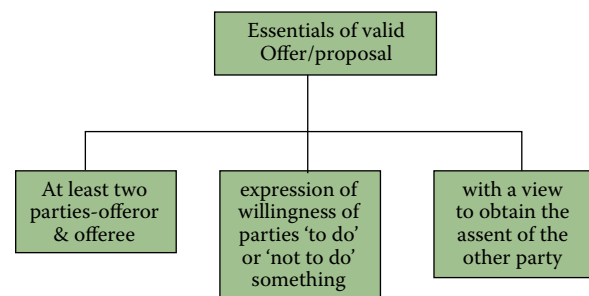 Essentials of valid
Offer/proposal
At least two
parties-offeror
& offeree
expression of
willingness of
parties ‘to do’
or ‘not to do’
something
with a view
to obtain the
assent of the
other party